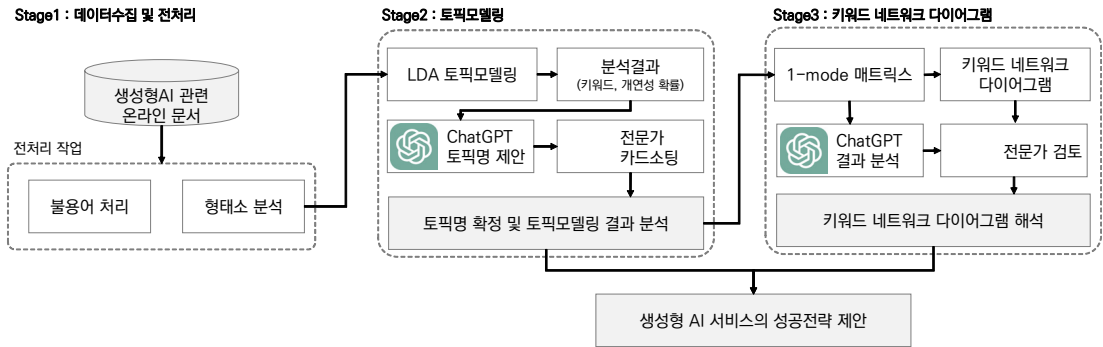 Stage1 : 데이터수집 및 전처리
생성형AI 관련
온라인 문서
전처리 작업
불용어 처리
형태소 분석
Stage2 : 토픽모델링
LDA 토픽모델링
분석결과
(키워드, 개연성 확률)
ChatGPT
토픽명 제안
전문가
카드소팅
토픽명 확정 및 토픽모델링 결과 분석
Stage3 : 키워드 네트워크 다이어그램
1-mode 매트릭스
키워드 네트워크
다이어그램
ChatGPT
결과 분석
전문가 검토
키워드 네트워크 다이어그램 해석
생성형 AI 서비스의 성공전략 제안